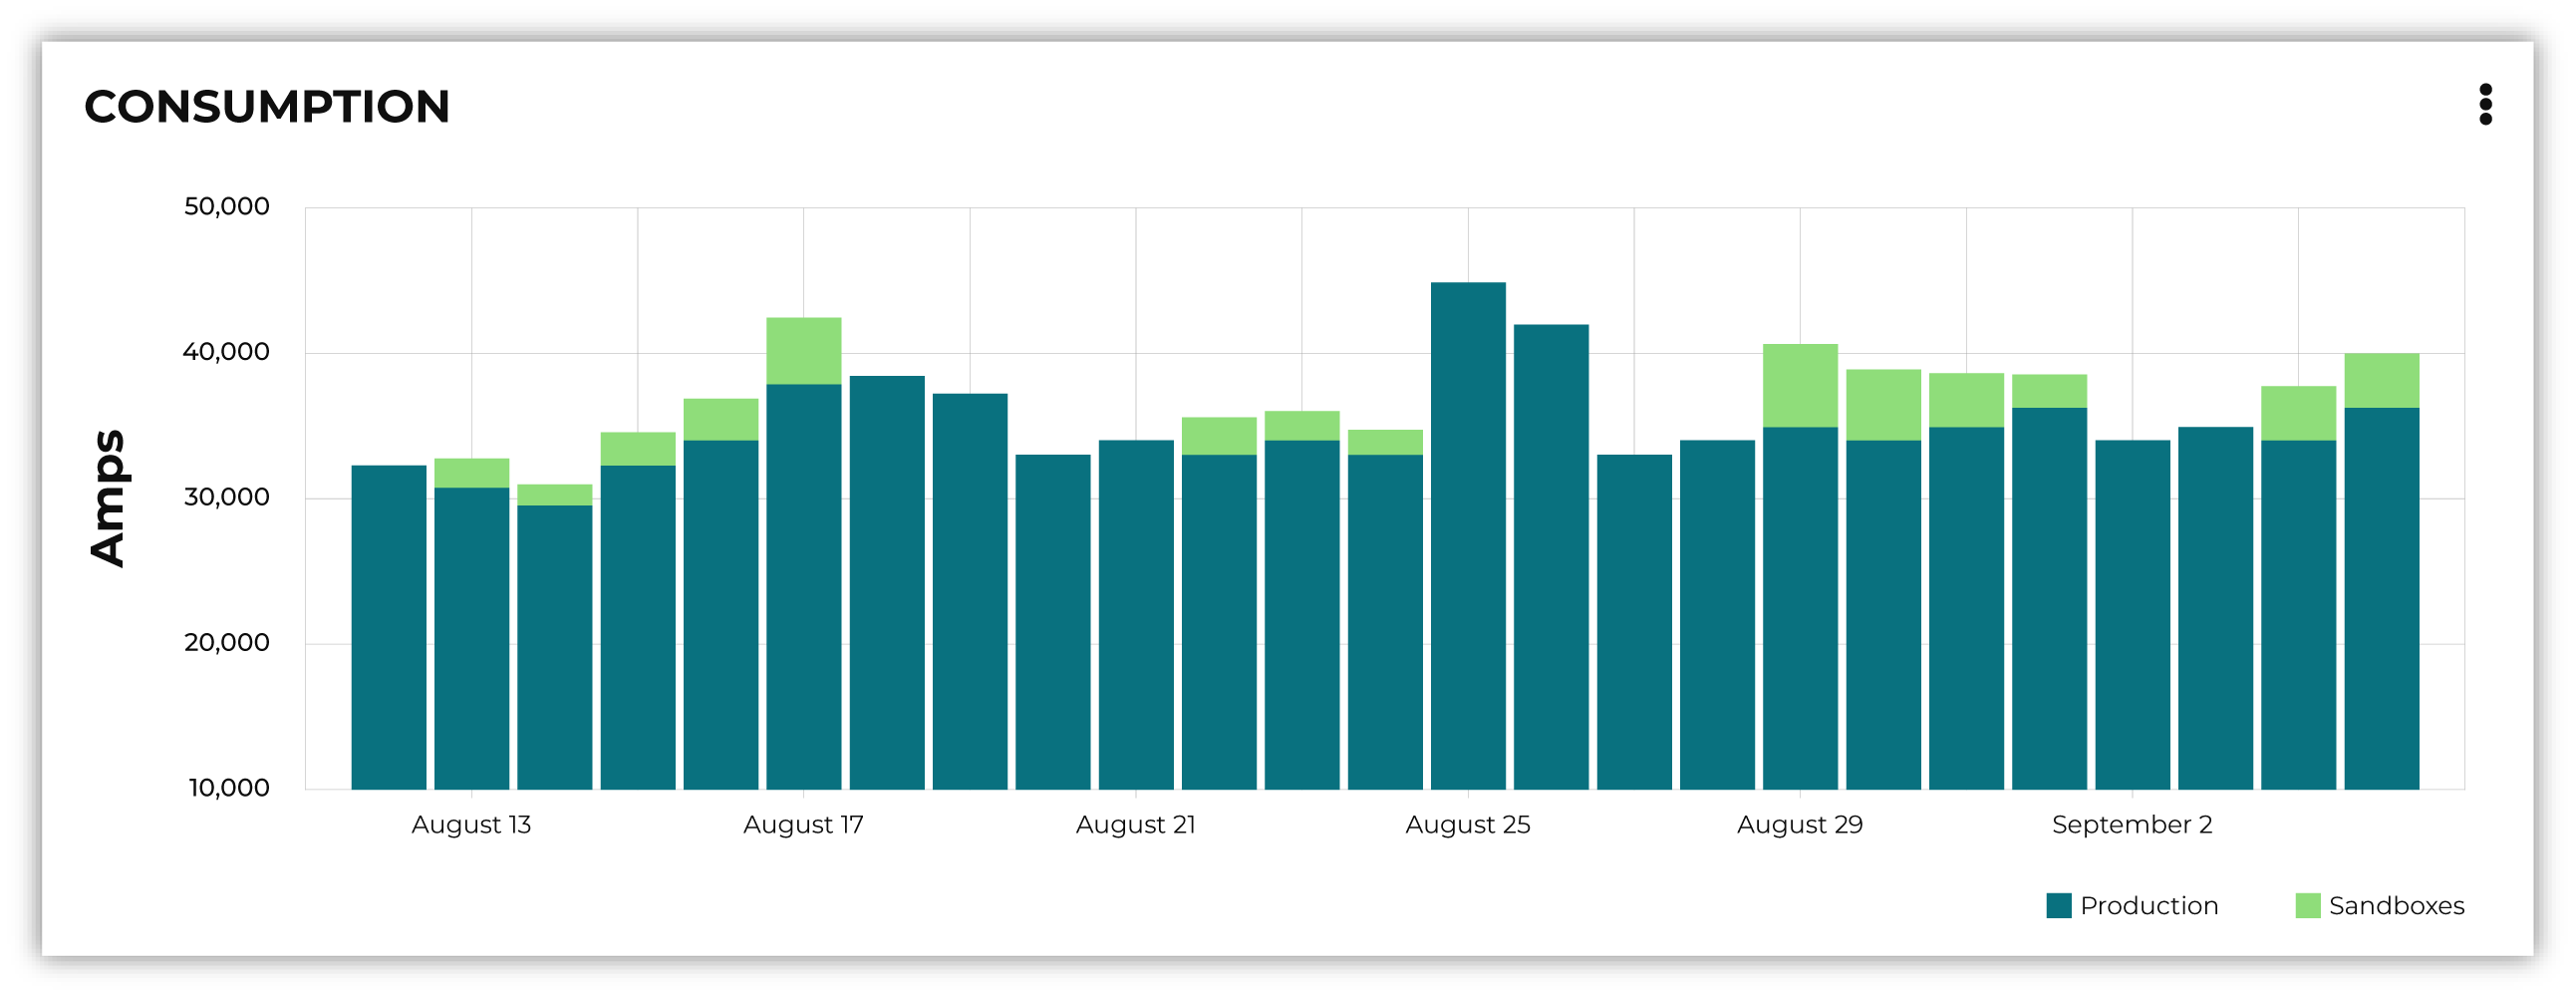 CONSUMPTION
50,000
40,000
30,000
20,000
10,000
Amps
August 13
August 17
August 21
August 25
August 29
September 2
Production
Sandboxes